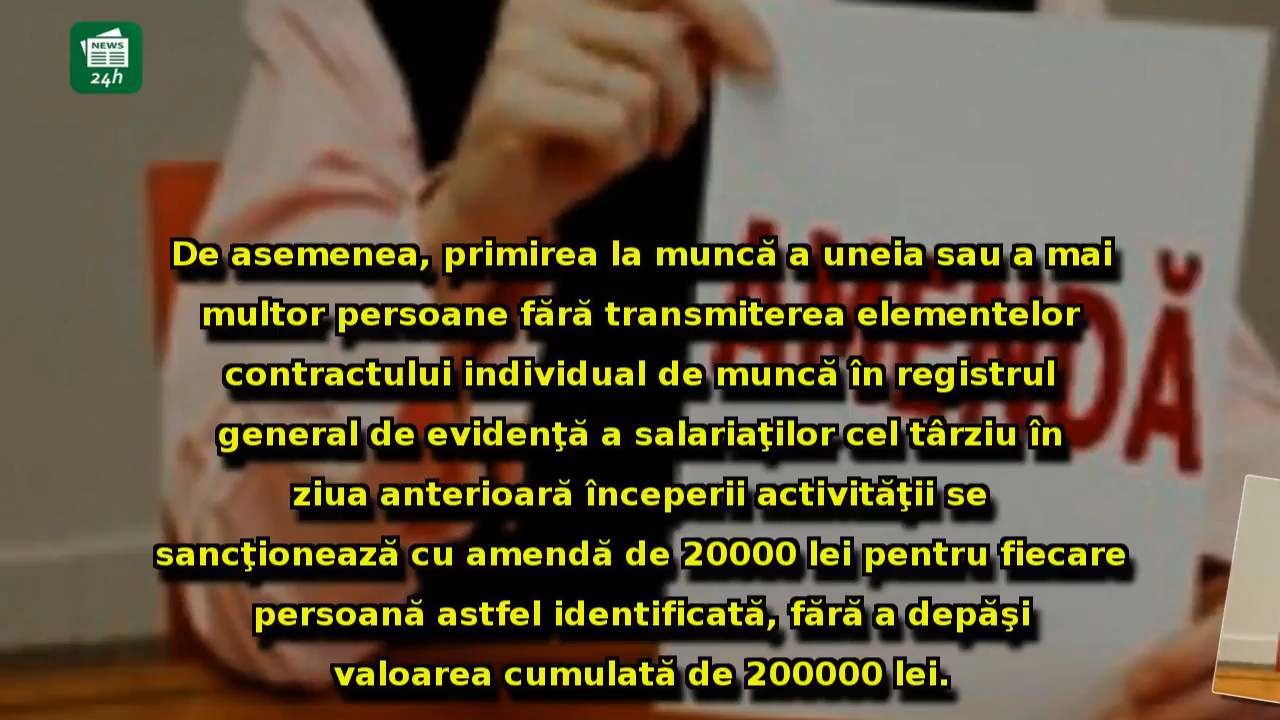 NEWS
24h
AMENDĂ
De asemenea, primirea la muncă a uneia sau a mai
multor persoane fără transmiterea elementelor
contractului individual de muncă în registrul
general de evidenţă a salariaţilor cel târziu în
ziua anterioară începerii activităţii se
sancţionează cu amendă de 20000 lei pentru fiecare
persoană astfel identificată, fără a depăşi
valoarea cumulată de 200000 lei.